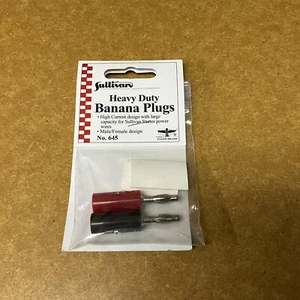 Sullivan
Heavy Duty
Banana Plugs
• High Current design with large
capacity for Sullivan Starter power
wires
• Male/Female design
No. 645